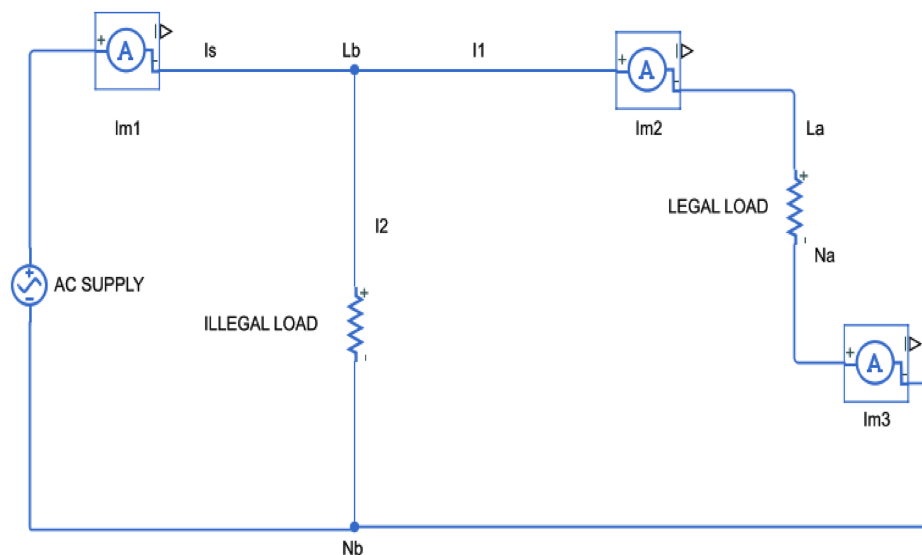 + A - I
Is
Lb
I1
+ A - I
Im1
Im2
La
+
LEGAL LOAD
I2
-
Na
+
AC SUPPLY
-
+
ILLEGAL LOAD
-
+ A - I
Im3
Nb